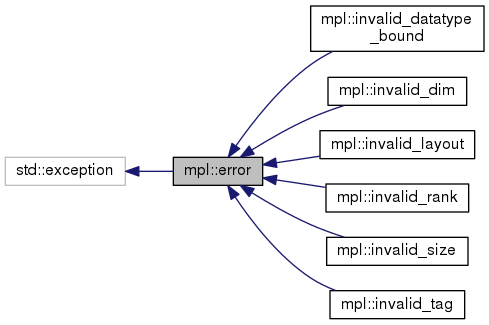 mpl::invalid_datatype
_bound
mpl::invalid_dim
mpl::invalid_layout
std::exception
mpl::error
mpl::invalid_rank
mpl::invalid_size
mpl::invalid_tag